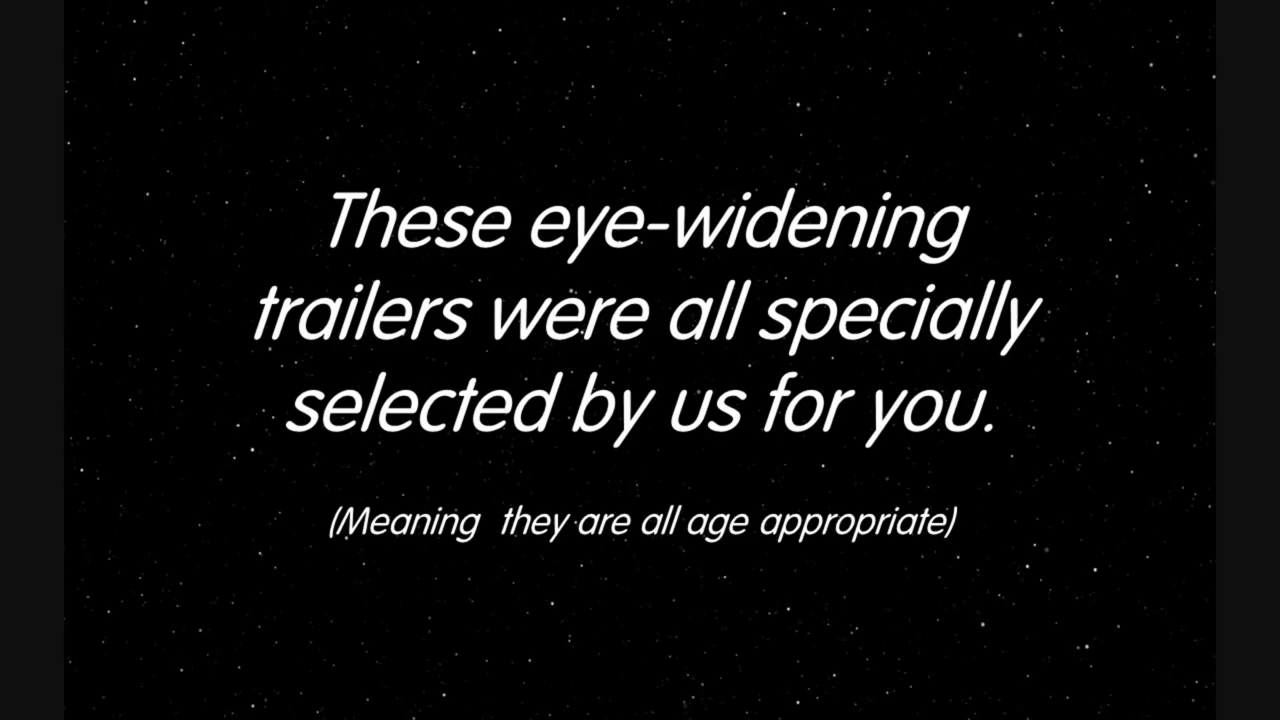 These eye-widening
trailers were all specially
selected by us for you.
(Meaning they are all age appropriate)